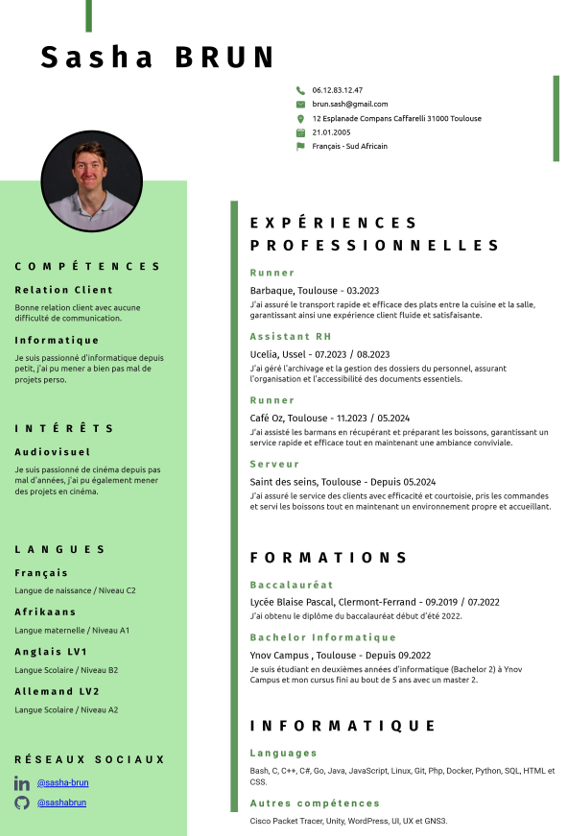 Sasha BRUN
06.12.83.12.47
brun.sash@gmail.com
12 Esplanade Compans Caffarelli 31000 Toulouse
21.01.2005
Français - Sud Africain
COMPÉTENCES
Relation Client
Bonne relation client avec aucune
difficulté de communication.
Informatique
Je suis passionné d'informatique depuis
petit, j'ai pu mener a bien pas mal de
projets perso.
INTÉRÊTS
Audiovisuel
Je suis passionné de cinéma depuis pas
mal d'années, j'ai pu également mener
des projets en cinéma.
LANGUES
Français
Langue de naissance / Niveau C2
Afrikaans
Langue maternelle / Niveau A1
Anglais LV1
Langue Scolaire / Niveau B2
Allemand LV2
Langue Scolaire / Niveau A2
RÉSEAUX SOCIAUX
@sasha-brun
@sashabrun
EXPÉRIENCES
PROFESSIONNELLES
Runner
Barbaque, Toulouse - 03.2023
J'ai assuré le transport rapide et efficace des plats entre la cuisine et la salle,
garantissant ainsi une expérience client fluide et satisfaisante.
Assistant RH
Ucelia, Ussel - 07.2023 / 08.2023
J'ai géré l'archivage et la gestion des dossiers du personnel, assurant
l'organisation et l'accessibilité des documents essentiels.
Runner
Café Oz, Toulouse - 11.2023 / 05.2024
J'ai assisté les barmans en récupérant et préparant les boissons, garantissant un
service rapide et efficace tout en maintenant une ambiance conviviale.
Serveur
Saint des seins, Toulouse - Depuis 05.2024
J'ai assuré le service des clients avec efficacité et courtoisie, pris les commandes
et servi les boissons tout en maintenant un environnement propre et accueillant.
FORMATIONS
Baccalauréat
Lycée Blaise Pascal, Clermont-Ferrand - 09.2019 / 07.2022
J'ai obtenu le diplôme du baccalauréat début d'été 2022.
Bachelor Informatique
Ynov Campus , Toulouse - Depuis 09.2022
Je suis étudiant en deuxièmes années d'informatique (Bachelor 2) à Ynov
Campus et mon cursus fini au bout de 5 ans avec un master 2.
INFORMATIQUE
Languages
Bash, C, C++, C#, Go, Java, JavaScript, Linux, Git, Php, Docker, Python, SQL, HTML et
CSS.
Autres compétences
Cisco Packet Tracer, Unity, WordPress, UI, UX et GNS3.